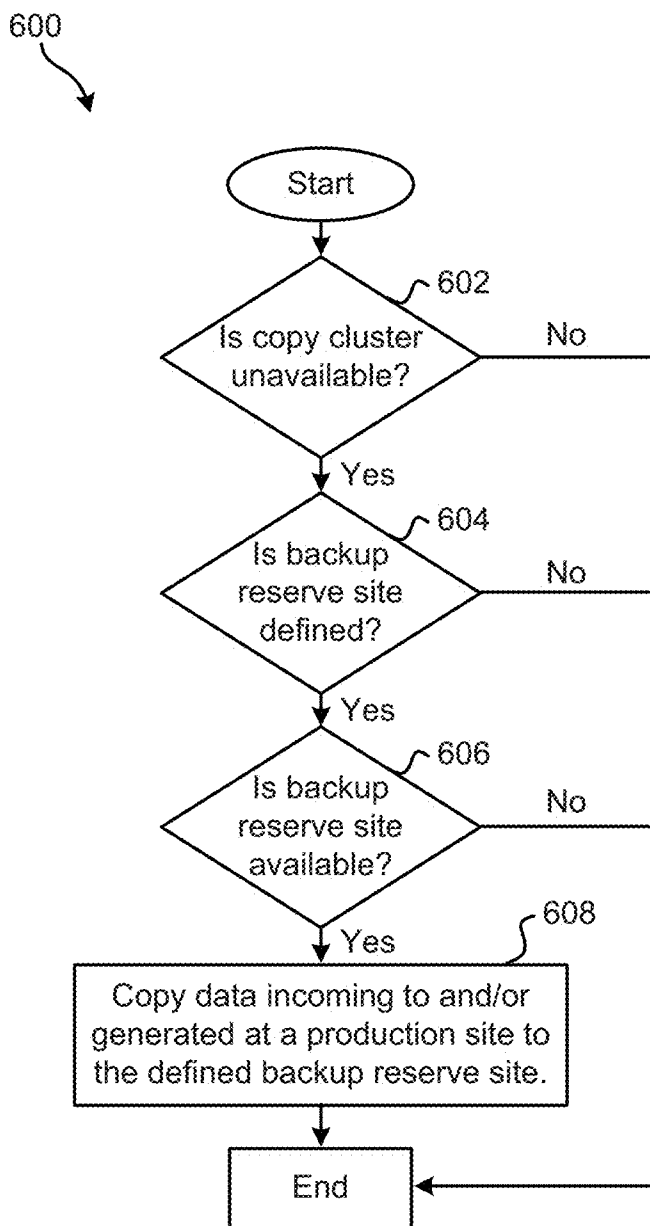 600
Start
602
Is copy cluster
unavailable?
No
Yes
604
Is backup
reserve site
defined?
No
Yes
606
Is backup
reserve site
available?
No
Yes
608
Copy data incoming to and/or
generated at a production site to
the defined backup reserve site.
End